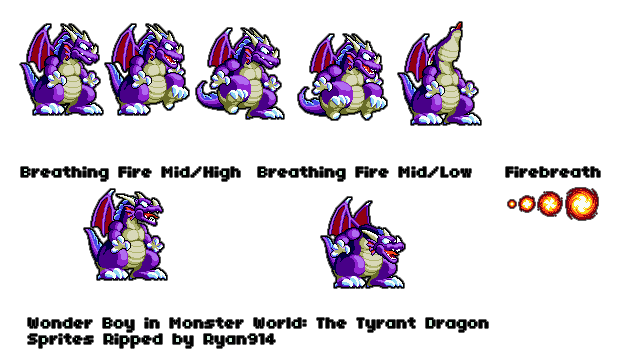 Breathing Fire Mid/High Breathing Fire Mid/Low Firebreath
Wonder Boy in Monster World: The Tyrant Dragon
Sprites Ripped by Ryan914